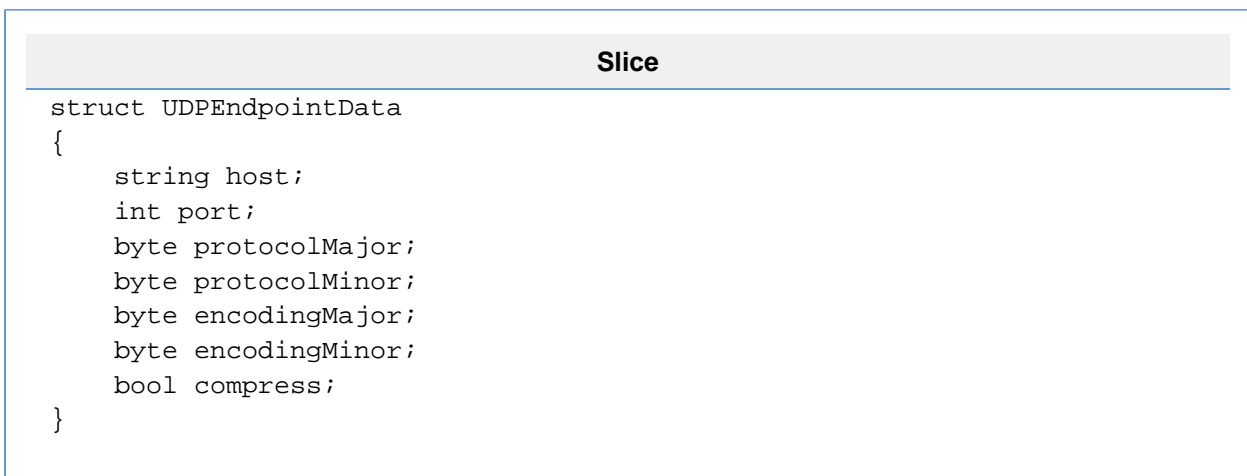 Slice
struct UDPEndpointData
{
    string host;
    int port;
    byte protocolMajor;
    byte protocolMinor;
    byte encodingMajor;
    byte encodingMinor;
    bool compress;
}